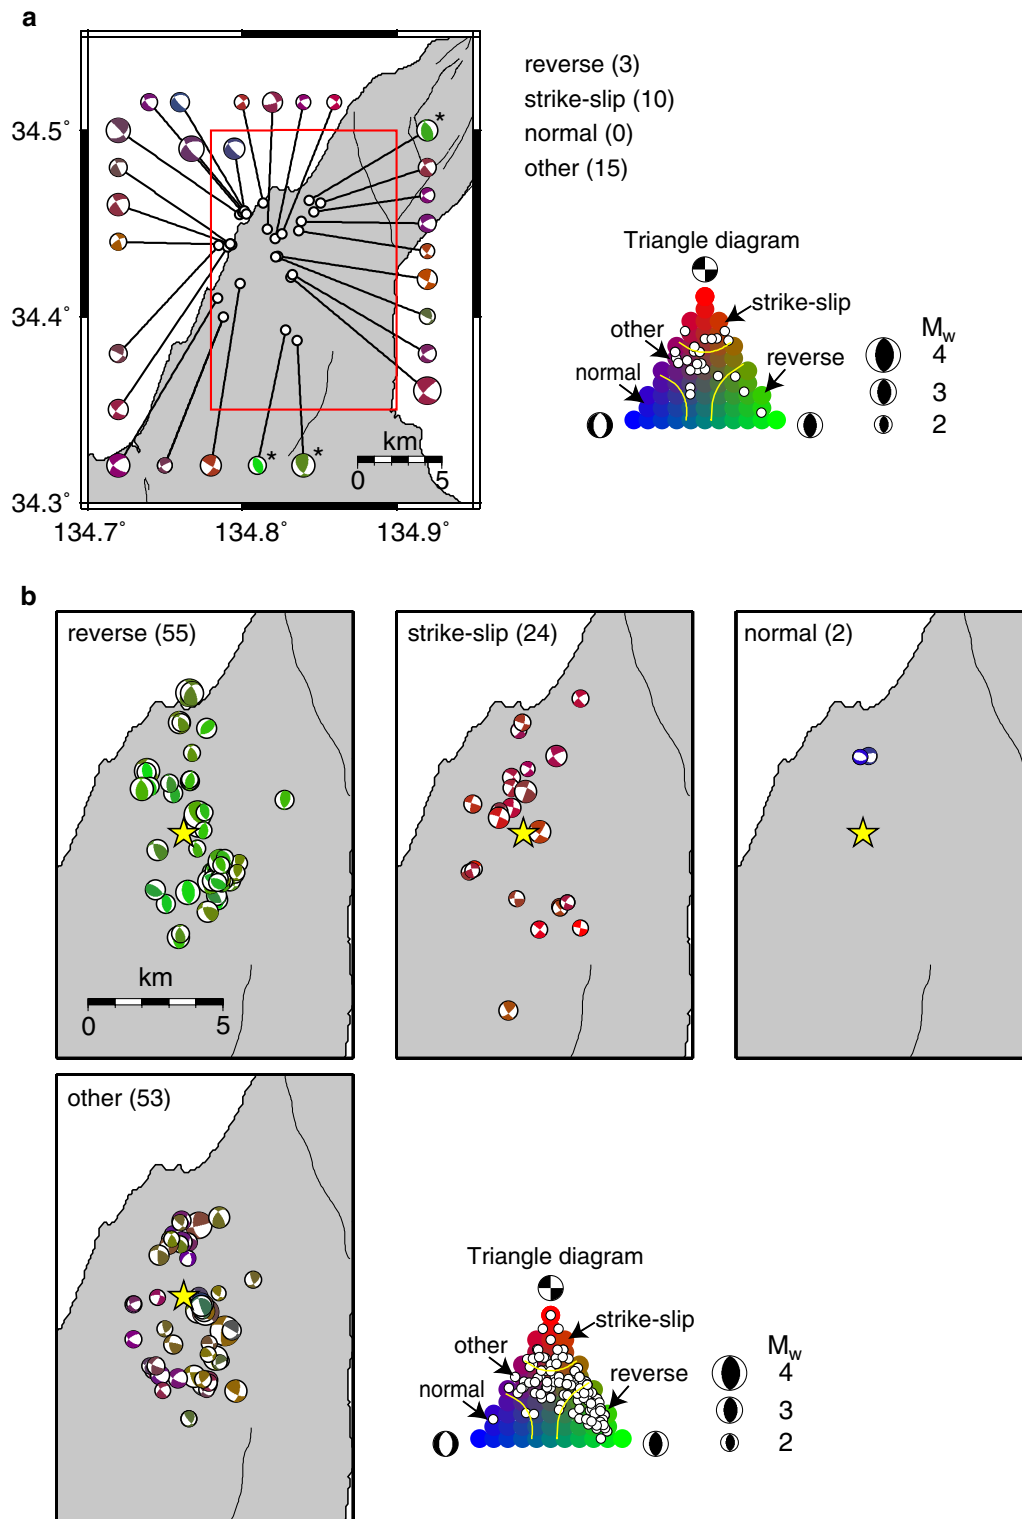 a
reverse (3)
strike-slip (10)
normal (0)
other (15)
34.5°
34.4°
34.3°
134.7° 134.8° 134.9°
* * *
km
0 5
Triangle diagram
strike-slip
other
reverse
normal
Mw
4
3
2
b
reverse (55)
strike-slip (24)
normal (2)
km
0 5
other (53)
Triangle diagram
strike-slip
other
reverse
normal
Mw
4
3
2